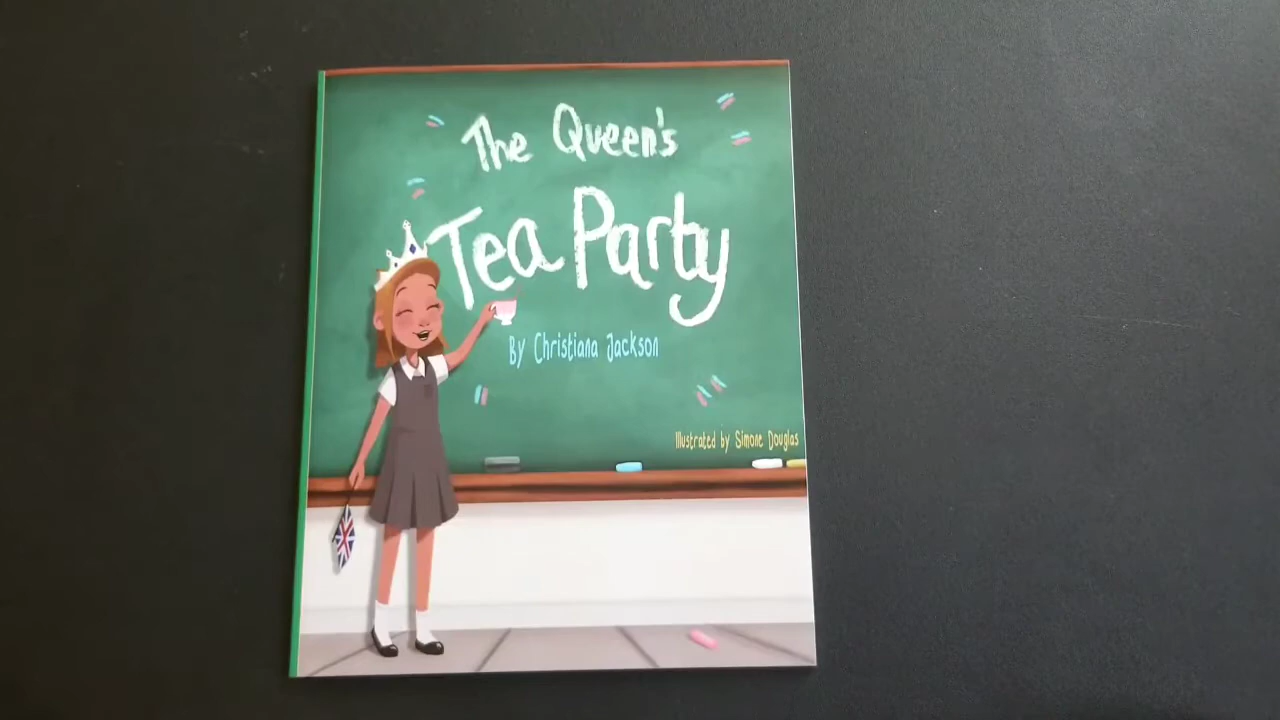 The Queen's
Tea Party
By Christiana Jackson
Illustrated by Simone Douglas